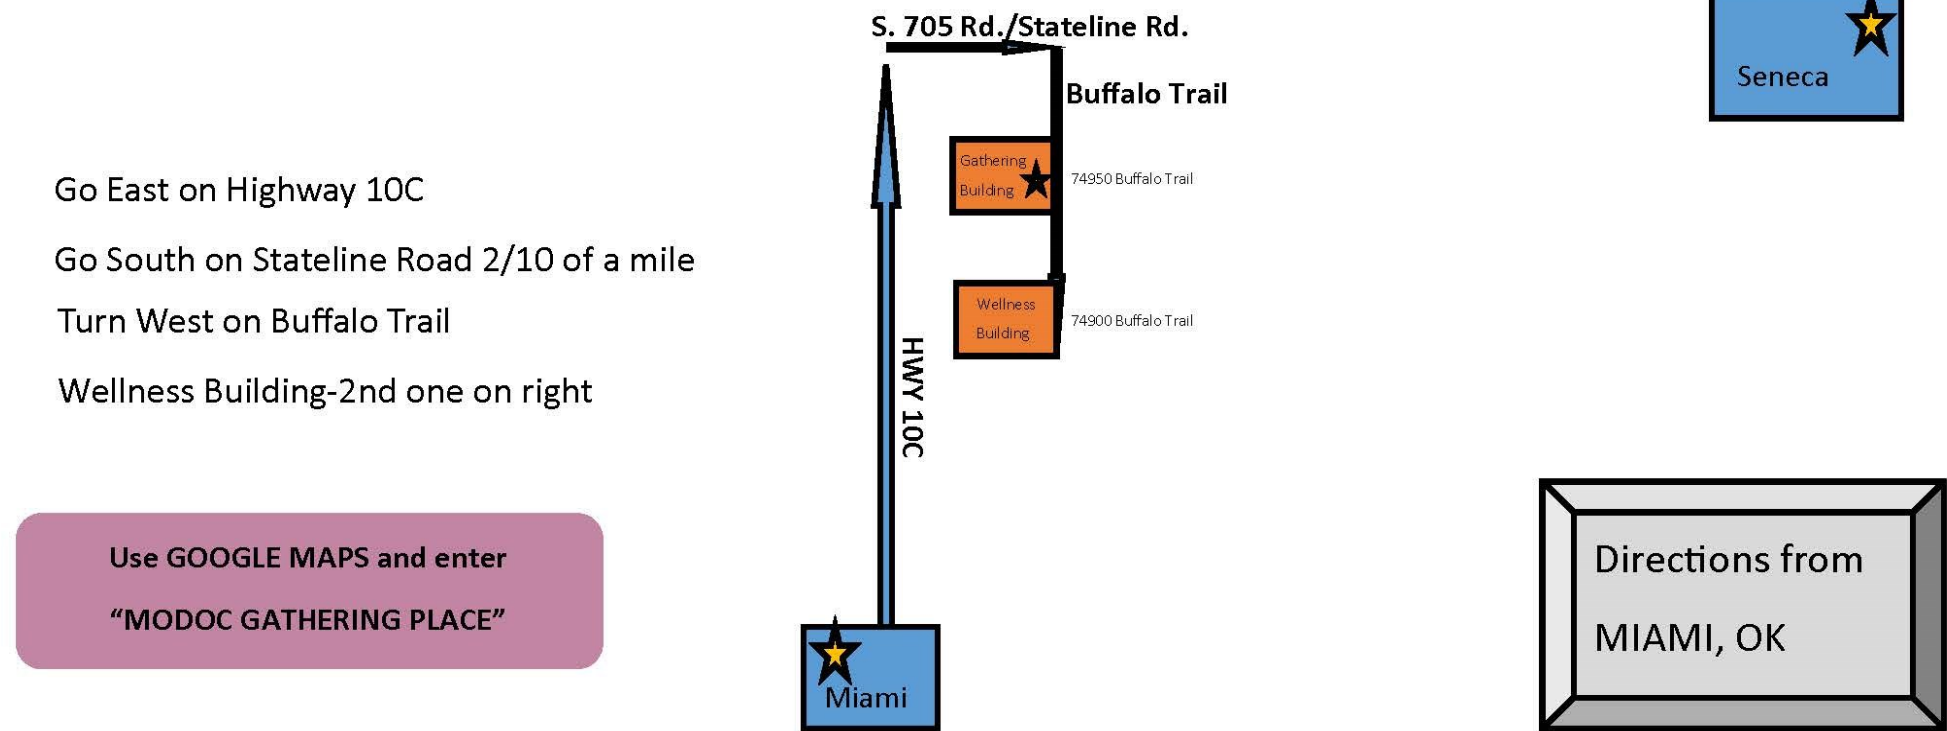 S. 705 Rd./Stateline Rd.
Seneca
Buffalo Trail
Gathering
Building
74950 Buffalo Trail
Go East on Highway 10C
Go South on Stateline Road 2/10 of a mile
Turn West on Buffalo Trail
Wellness Building-2nd one on right
Wellness
Building
74900 Buffalo Trail
HWY 10C
Use GOOGLE MAPS and enter
“MODOC GATHERING PLACE”
Miami
Directions from
MIAMI, OK